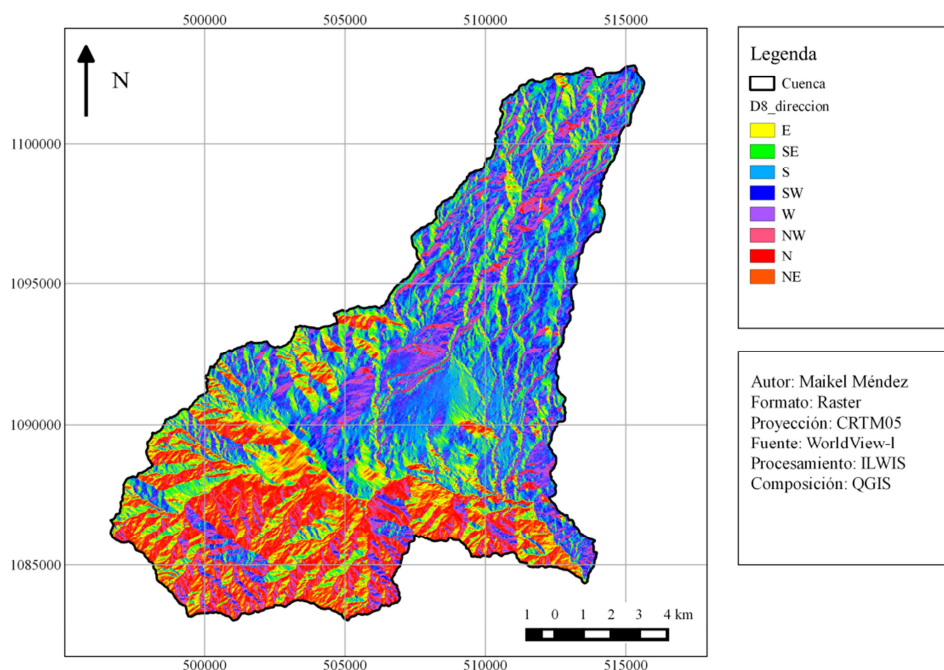 500000 505000 510000 515000
N
1100000
1095000
1090000
1085000
1 0 1 2 3 4 km
500000 505000 510000 515000
Legenda
Cuenca
D8_direccion
E
SE
S
SW
W
NW
N
NE
Autor: Maikel Méndez
Formato: Raster
Proyección: CRTM05
Fuente: WorldView-I
Procesamiento: ILWIS
Composición: QGIS